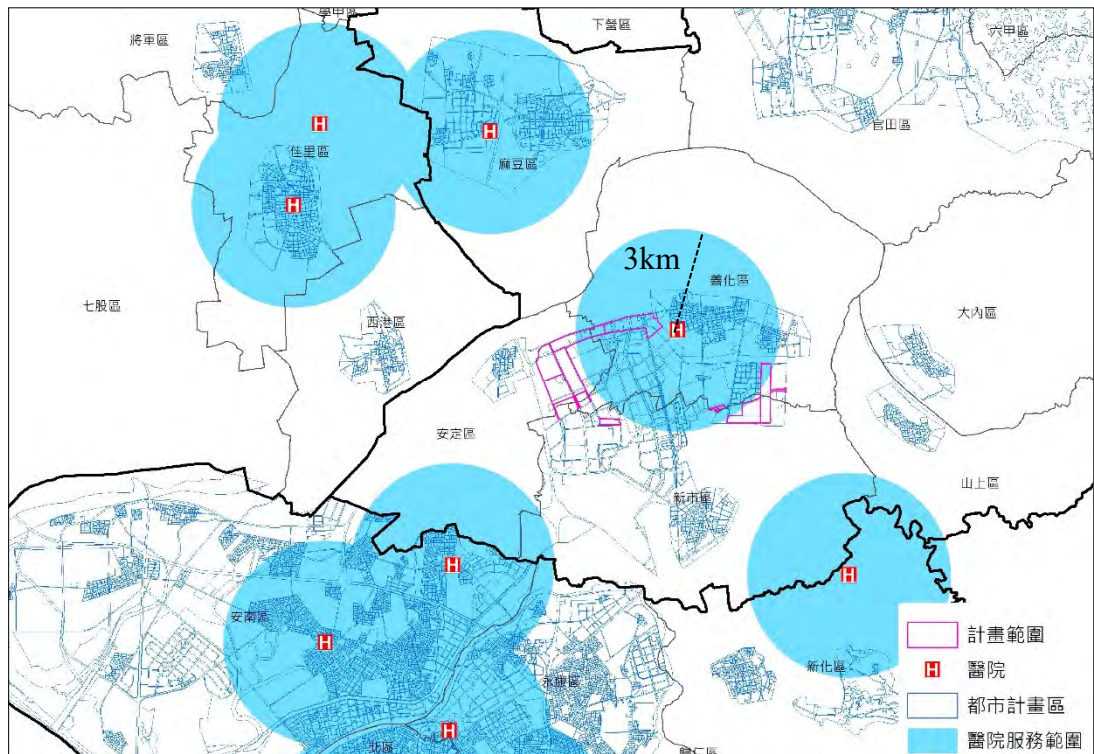 學甲區
下營區
將軍區
六甲區
官田區
佳里區
麻豆區
3km
善化區
七股區
大內區
西港區
安定區
山上區
新市區
安南區
新化區
永康區
北區
歸仁區
計畫範圍
H 醫院
都市計畫區
醫院服務範圍
H
H
H
H
H
H
H
H